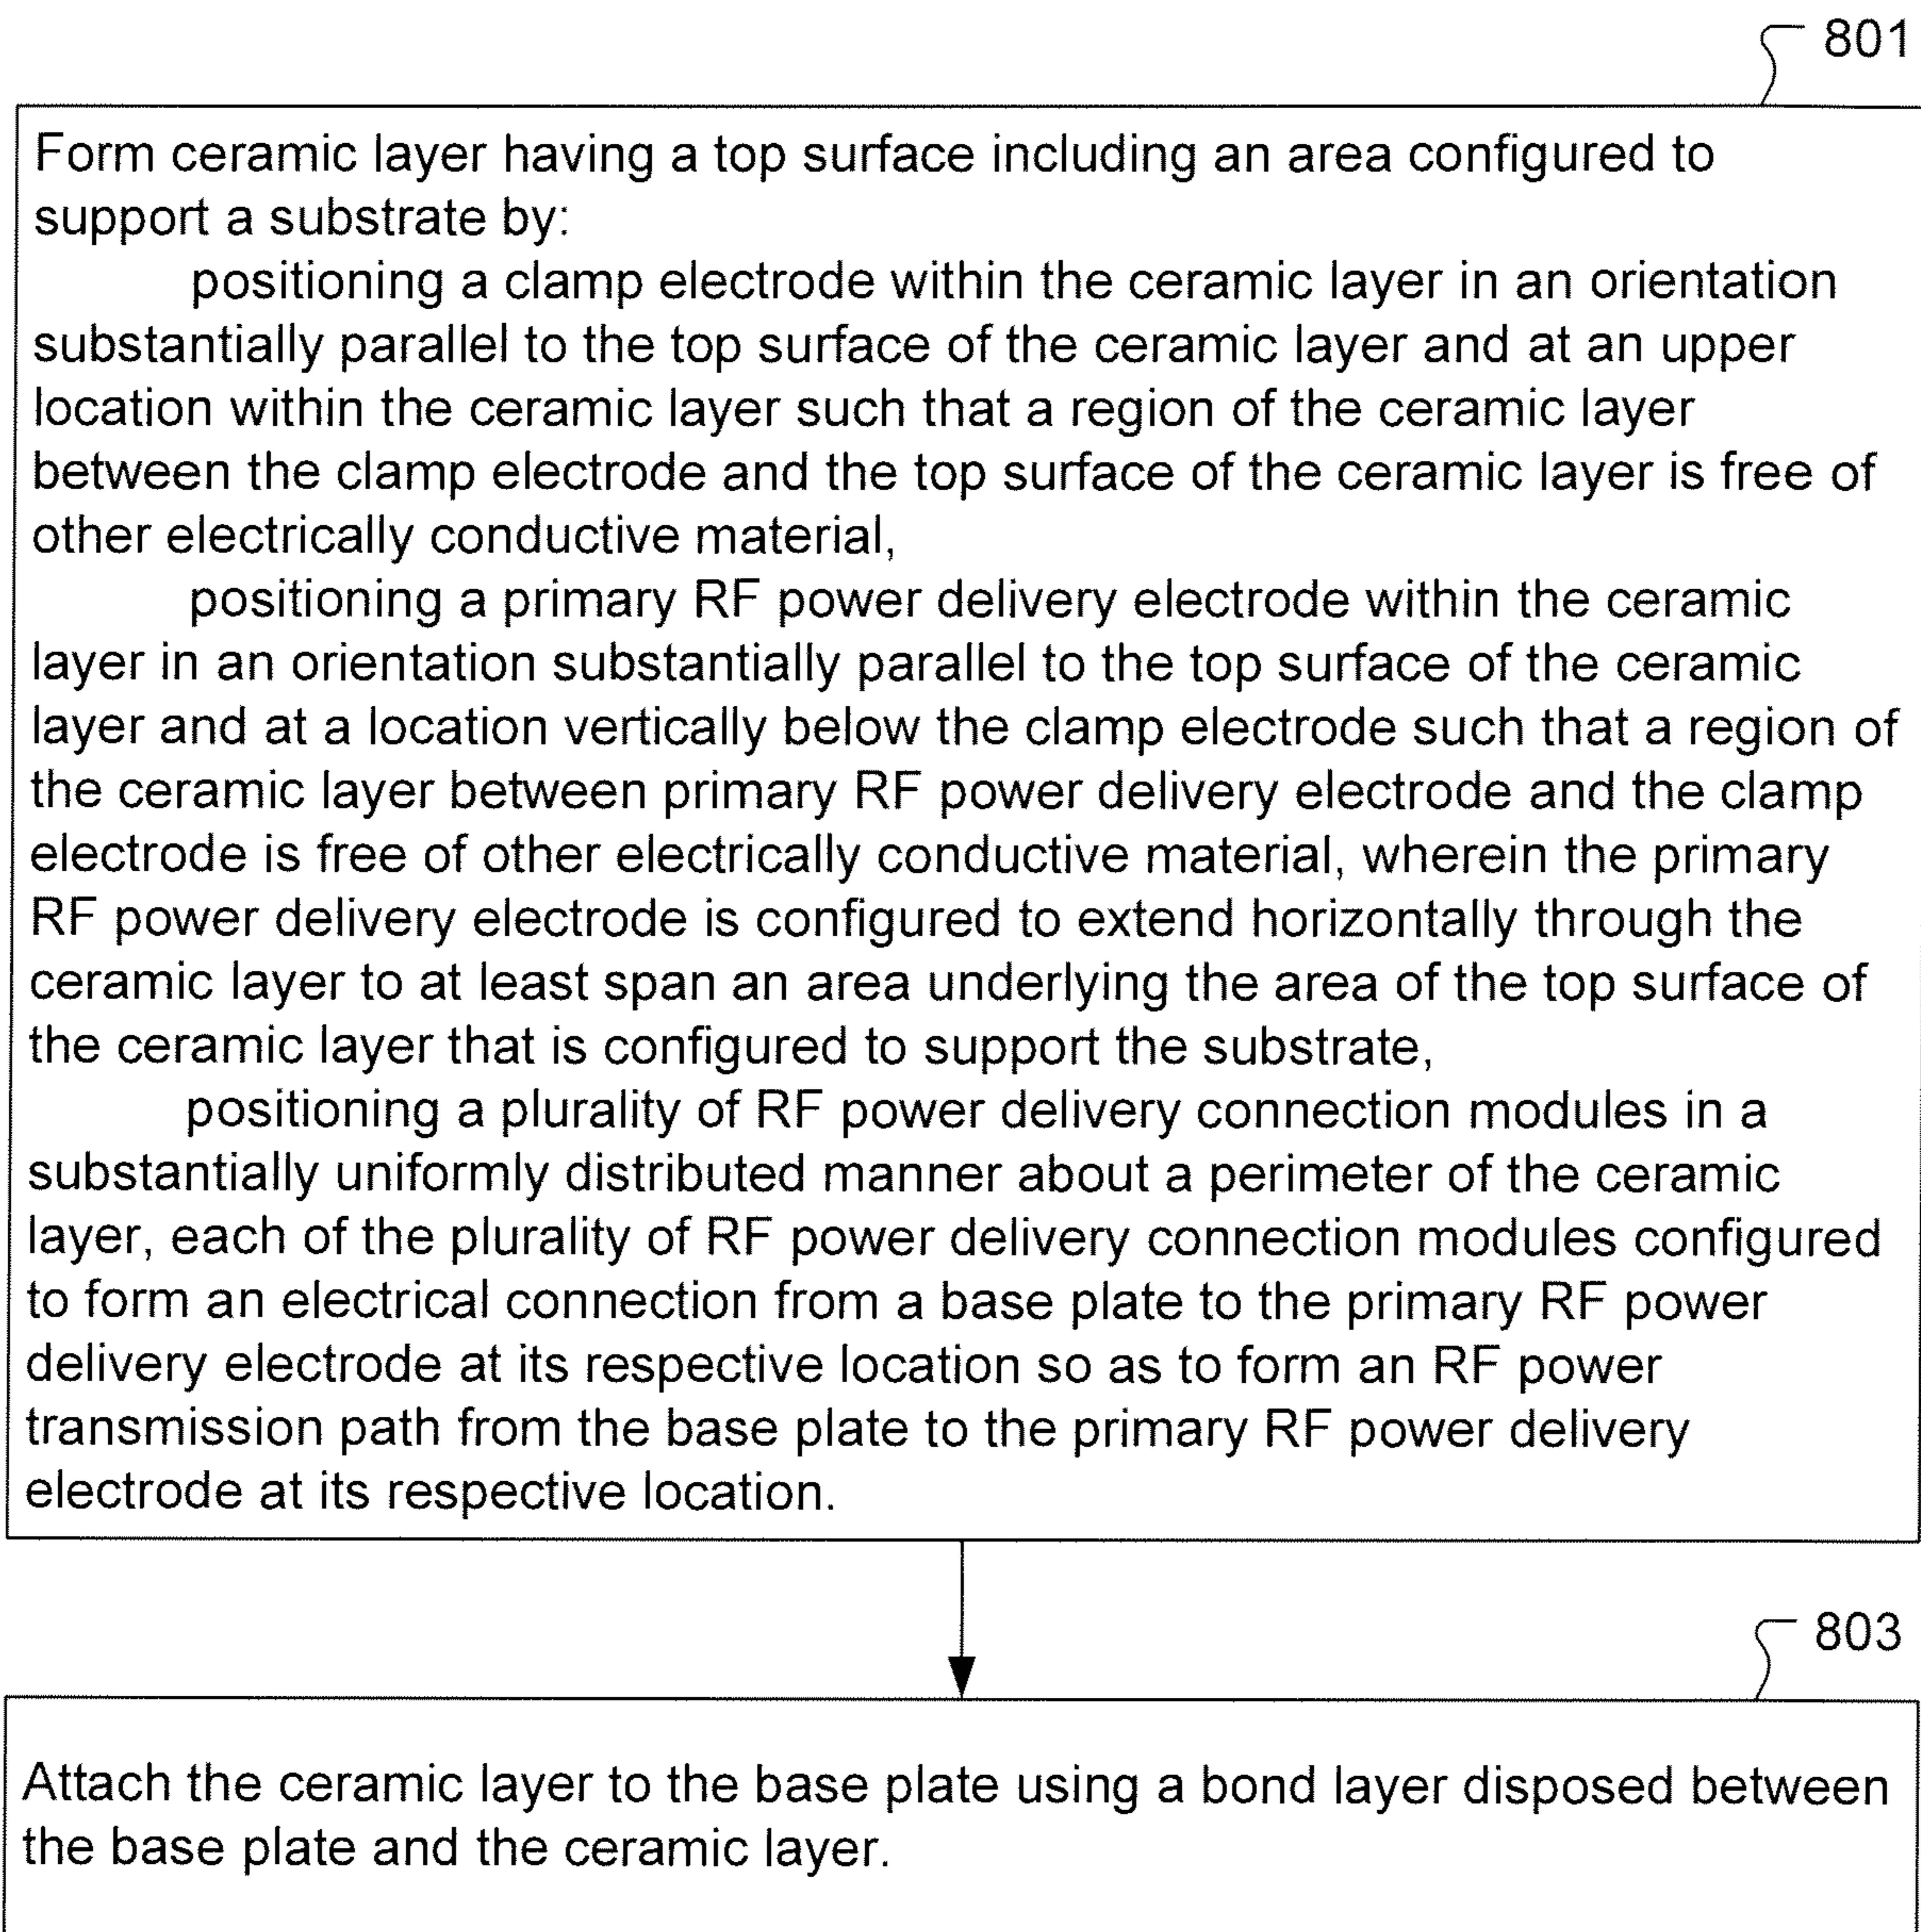 801
Form ceramic layer having a top surface including an area configured to
support a substrate by:
positioning a clamp electrode within the ceramic layer in an orientation
substantially parallel to the top surface of the ceramic layer and at an upper
location within the ceramic layer such that a region of the ceramic layer
between the clamp electrode and the top surface of the ceramic layer is free of
other electrically conductive material,
positioning a primary RF power delivery electrode within the ceramic
layer in an orientation substantially parallel to the top surface of the ceramic
layer and at a location vertically below the clamp electrode such that a region of
the ceramic layer between primary RF power delivery electrode and the clamp
electrode is free of other electrically conductive material, wherein the primary
RF power delivery electrode is configured to extend horizontally through the
ceramic layer to at least span an area underlying the area of the top surface of
the ceramic layer that is configured to support the substrate,
positioning a plurality of RF power delivery connection modules in a
substantially uniformly distributed manner about a perimeter of the ceramic
layer, each of the plurality of RF power delivery connection modules configured
to form an electrical connection from a base plate to the primary RF power
delivery electrode at its respective location so as to form an RF power
transmission path from the base plate to the primary RF power delivery
electrode at its respective location.
803
Attach the ceramic layer to the base plate using a bond layer disposed between
the base plate and the ceramic layer.